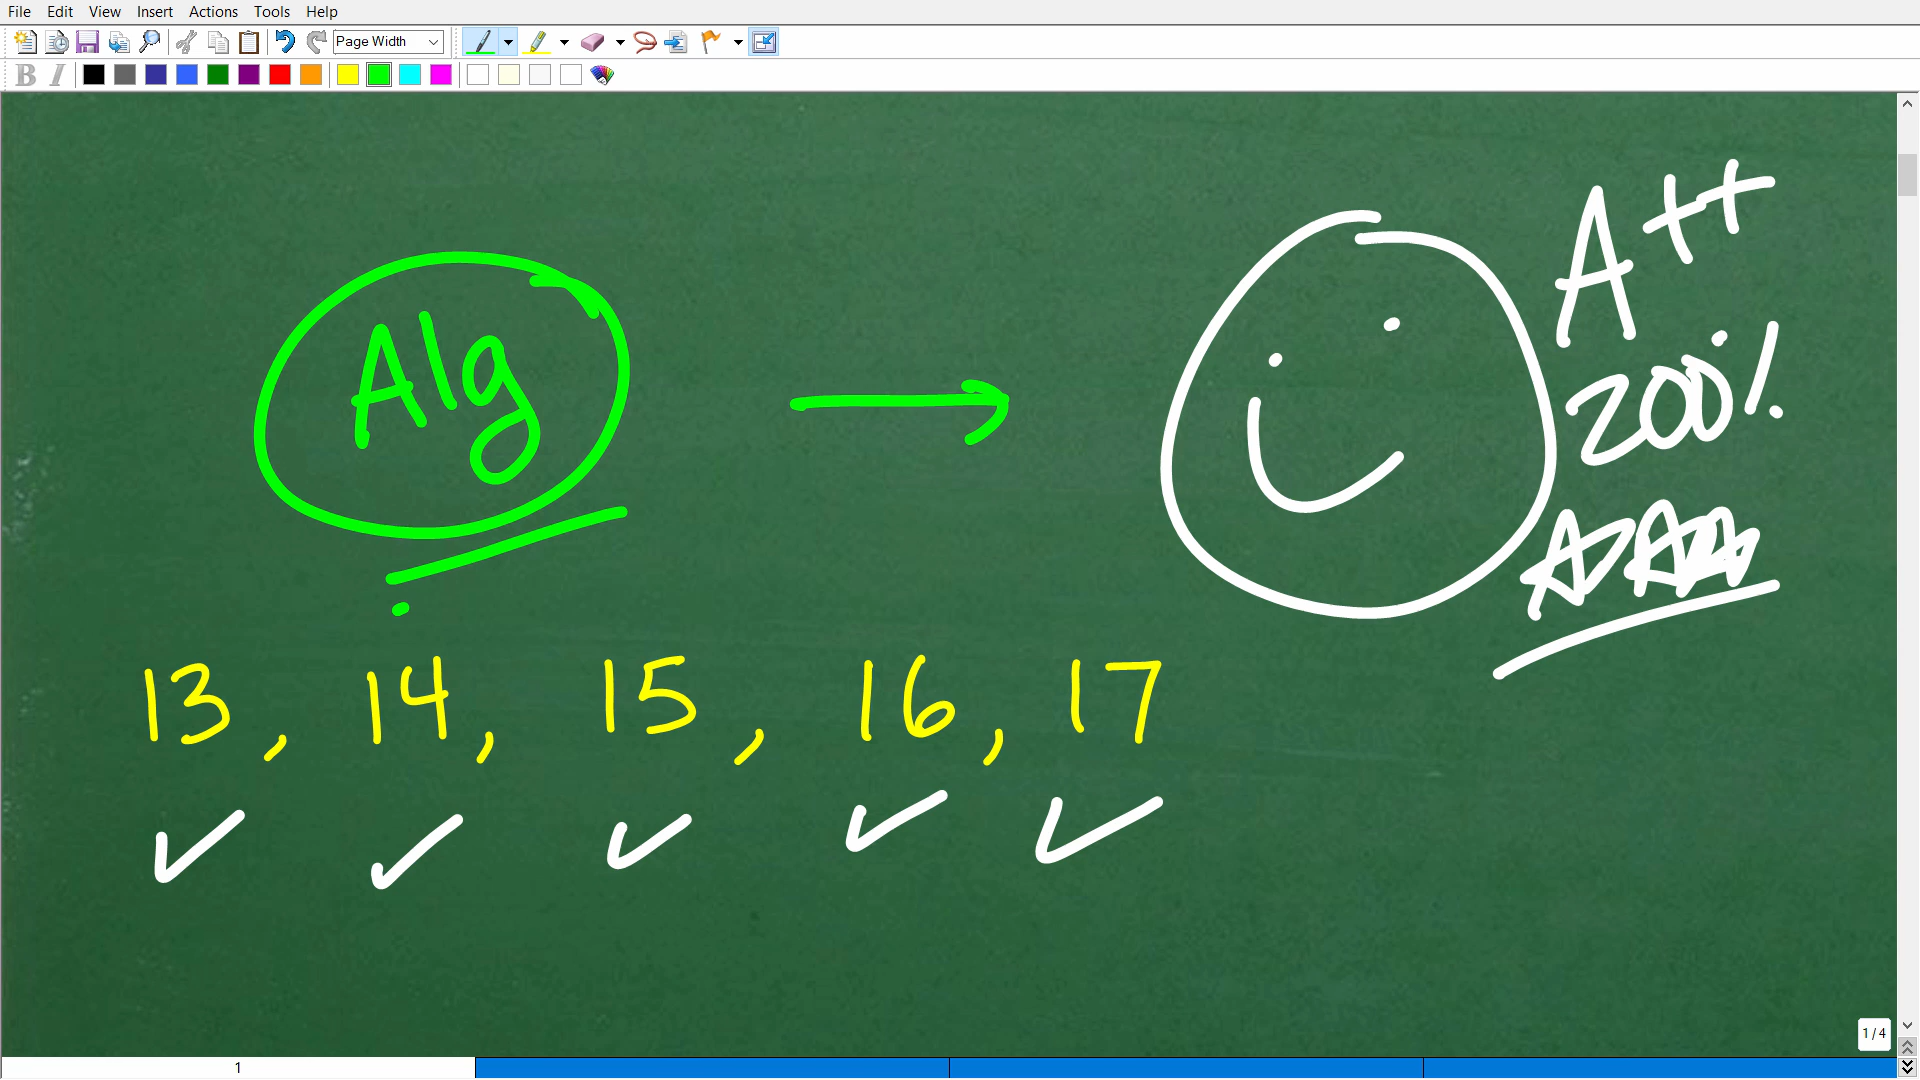 File Edit View Insert Actions Tools Help
Page Width
B I
Alg
A++
200%
13, 14, 15, 16, 17
1 / 4
1